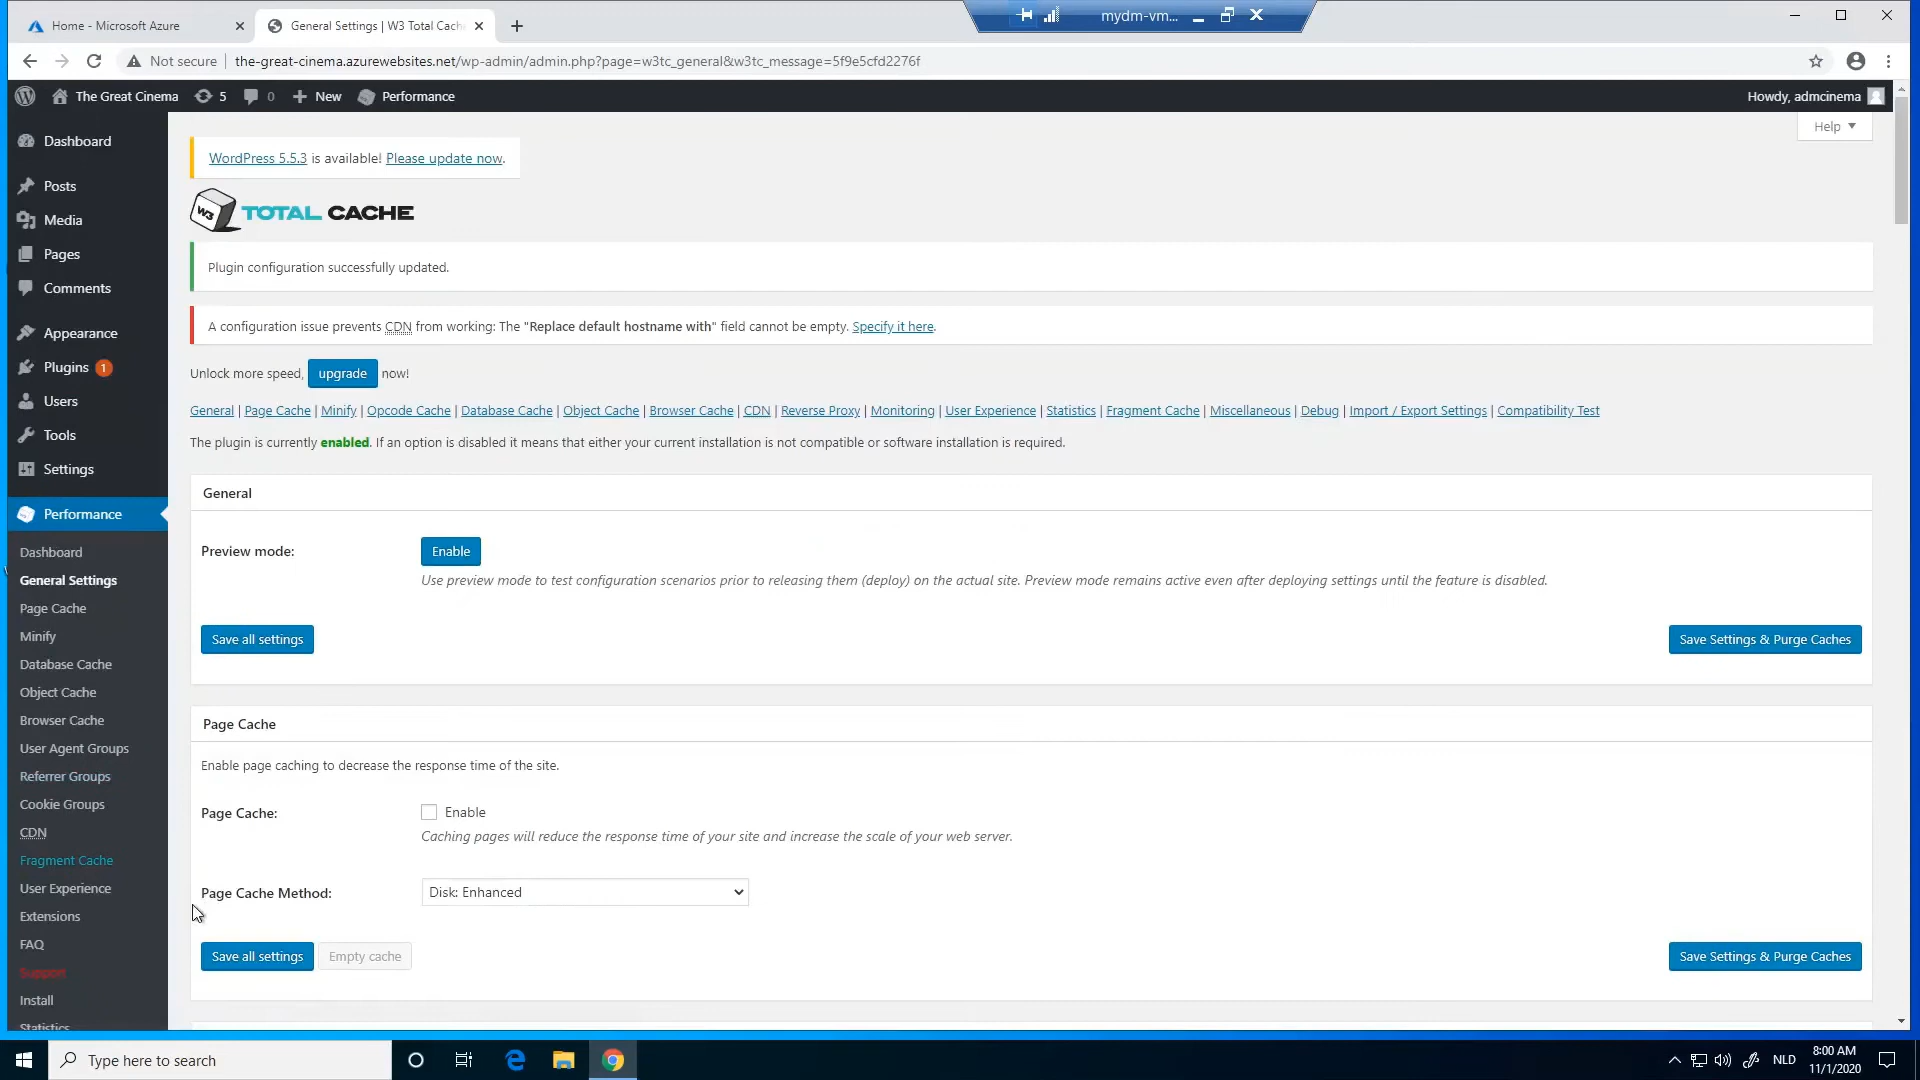 Home - Microsoft Azure
General Settings | W3 Total Cach
mydm-vm...
Not secure
the-great-cinema.azurewebsites.net/wp-admin/admin.php?page=w3tc_general&w3tc_message=5f9e5cfd2276f
The Great Cinema 5 0 New Performance
Howdy, admcinema
Help
Dashboard
Posts
Media
Pages
Comments
Appearance
Plugins 1
Users
Tools
Settings
Performance
Dashboard
General Settings
Page Cache
Minify
Database Cache
Object Cache
Browser Cache
User Agent Groups
Referrer Groups
Cookie Groups
CDN
Fragment Cache
User Experience
Extensions
FAQ
Support
Install
Statistics
WordPress 5.5.3 is available! Please update now.
W3 TOTAL CACHE
Plugin configuration successfully updated.
A configuration issue prevents CDN from working: The "Replace default hostname with" field cannot be empty. Specify it here.
Unlock more speed, upgrade now!
General | Page Cache | Minify | Opcode Cache | Database Cache | Object Cache | Browser Cache | CDN | Reverse Proxy | Monitoring | User Experience | Statistics | Fragment Cache | Miscellaneous | Debug | Import / Export Settings | Compatibility Test
The plugin is currently enabled. If an option is disabled it means that either your current installation is not compatible or software installation is required.
General
Preview mode:
Enable
Use preview mode to test configuration scenarios prior to releasing them (deploy) on the actual site. Preview mode remains active even after deploying settings until the feature is disabled.
Save all settings
Save Settings & Purge Caches
Page Cache
Enable page caching to decrease the response time of the site.
Page Cache:
Enable
Caching pages will reduce the response time of your site and increase the scale of your web server.
Page Cache Method:
Disk: Enhanced
Save all settings
Empty cache
Save Settings & Purge Caches
Type here to search
NLD
8:00 AM
11/1/2020